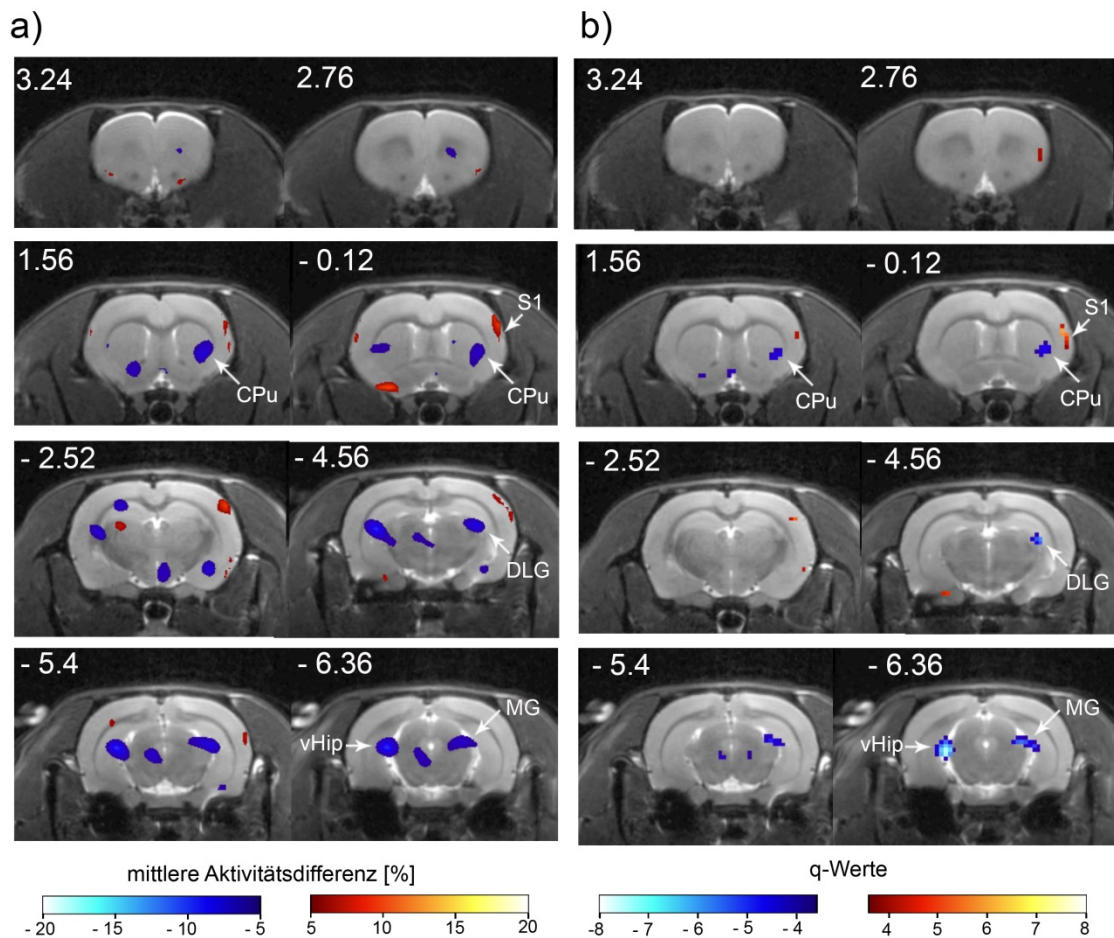 a)
b)
3.24 2.76
3.24 2.76
1.56 - 0.12
S1
CPu
CPu
1.56 - 0.12
S1
CPu
CPu
- 2.52 - 4.56
DLG
- 2.52 - 4.56
DLG
- 5.4 - 6.36
MG
vHip
- 5.4 - 6.36
MG
vHip
mittlere Aktivitätsdifferenz [%]
- 20 - 15 - 10 - 5 5 10 15 20
q-Werte
-8 - 7 - 6 - 5 - 4 4 5 6 7 8